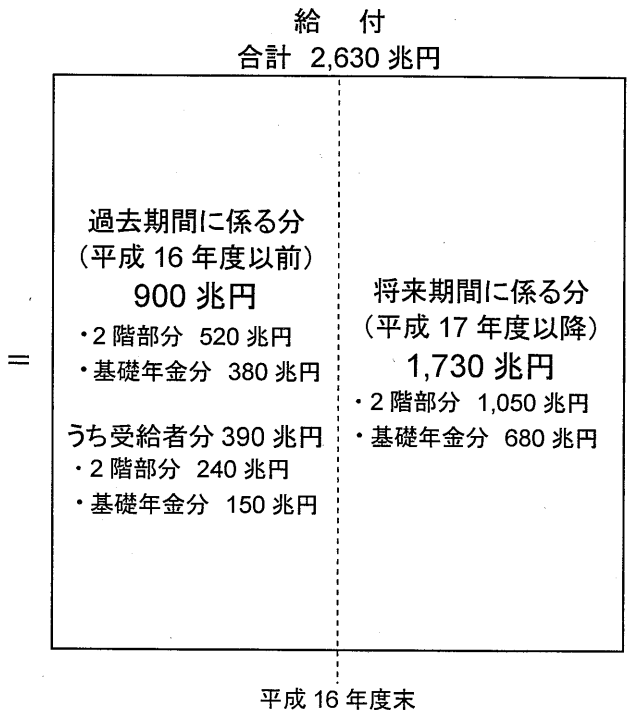 給 付
合計 2,630 兆円
過去期間に係る分
(平成 16 年度以前)
900 兆円
・2 階部分 520 兆円
・基礎年金分 380 兆円
うち受給者分 390 兆円
・2 階部分 240 兆円
・基礎年金分 150 兆円
将来期間に係る分
(平成 17 年度以降)
1,730 兆円
・2 階部分 1,050 兆円
・基礎年金分 680 兆円
=
平成 16 年度末